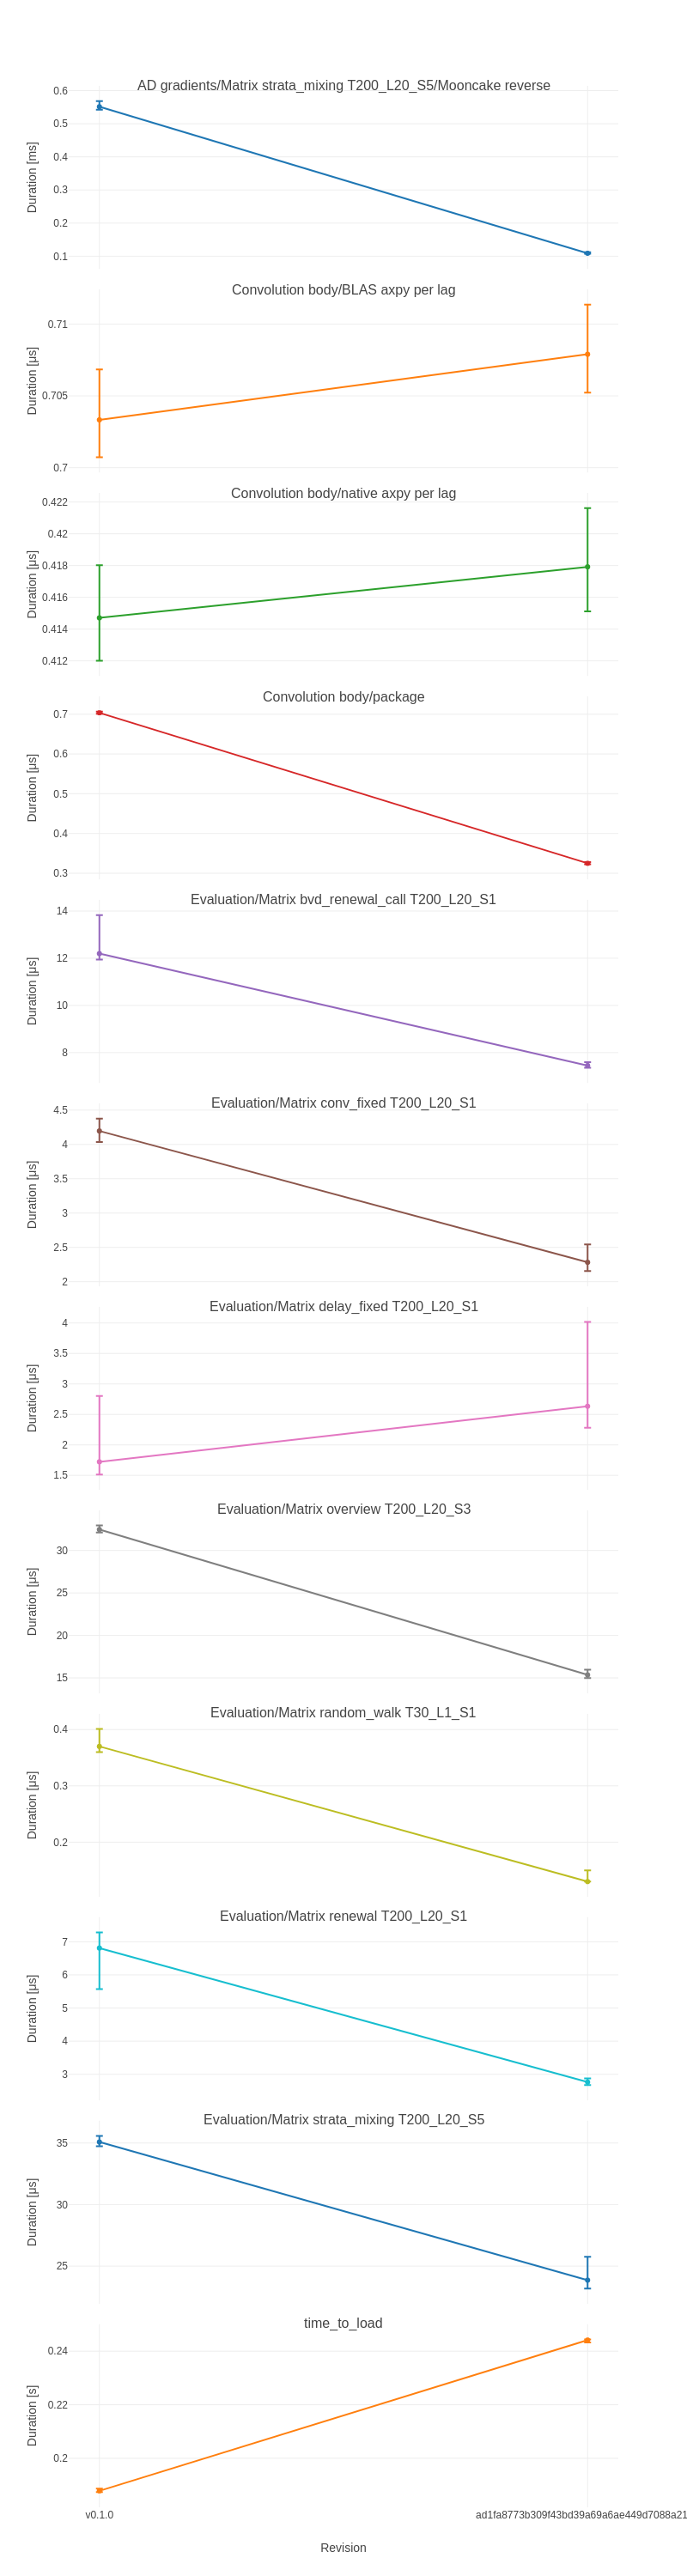 AD gradients/Matrix strata_mixing T200_L20_S5/Mooncake reverse
Duration [ms]
0.6
0.5
0.4
0.3
0.2
0.1
Convolution body/BLAS axpy per lag
Duration [μs]
0.71
0.705
0.7
Convolution body/native axpy per lag
Duration [μs]
0.422
0.42
0.418
0.416
0.414
0.412
Convolution body/package
Duration [μs]
0.7
0.6
0.5
0.4
0.3
Evaluation/Matrix bvd_renewal_call T200_L20_S1
Duration [μs]
14
12
10
8
Evaluation/Matrix conv_fixed T200_L20_S1
Duration [μs]
4.5
4
3.5
3
2.5
2
Evaluation/Matrix delay_fixed T200_L20_S1
Duration [μs]
4
3.5
3
2.5
2
1.5
Evaluation/Matrix overview T200_L20_S3
Duration [μs]
30
25
20
15
Evaluation/Matrix random_walk T30_L1_S1
Duration [μs]
0.4
0.3
0.2
Evaluation/Matrix renewal T200_L20_S1
Duration [μs]
7
6
5
4
3
Evaluation/Matrix strata_mixing T200_L20_S5
Duration [μs]
35
30
25
time_to_load
Duration [s]
0.24
0.22
0.2
v0.1.0 ad1fa8773b309f43bd39a69a6ae449d7088a21
Revision